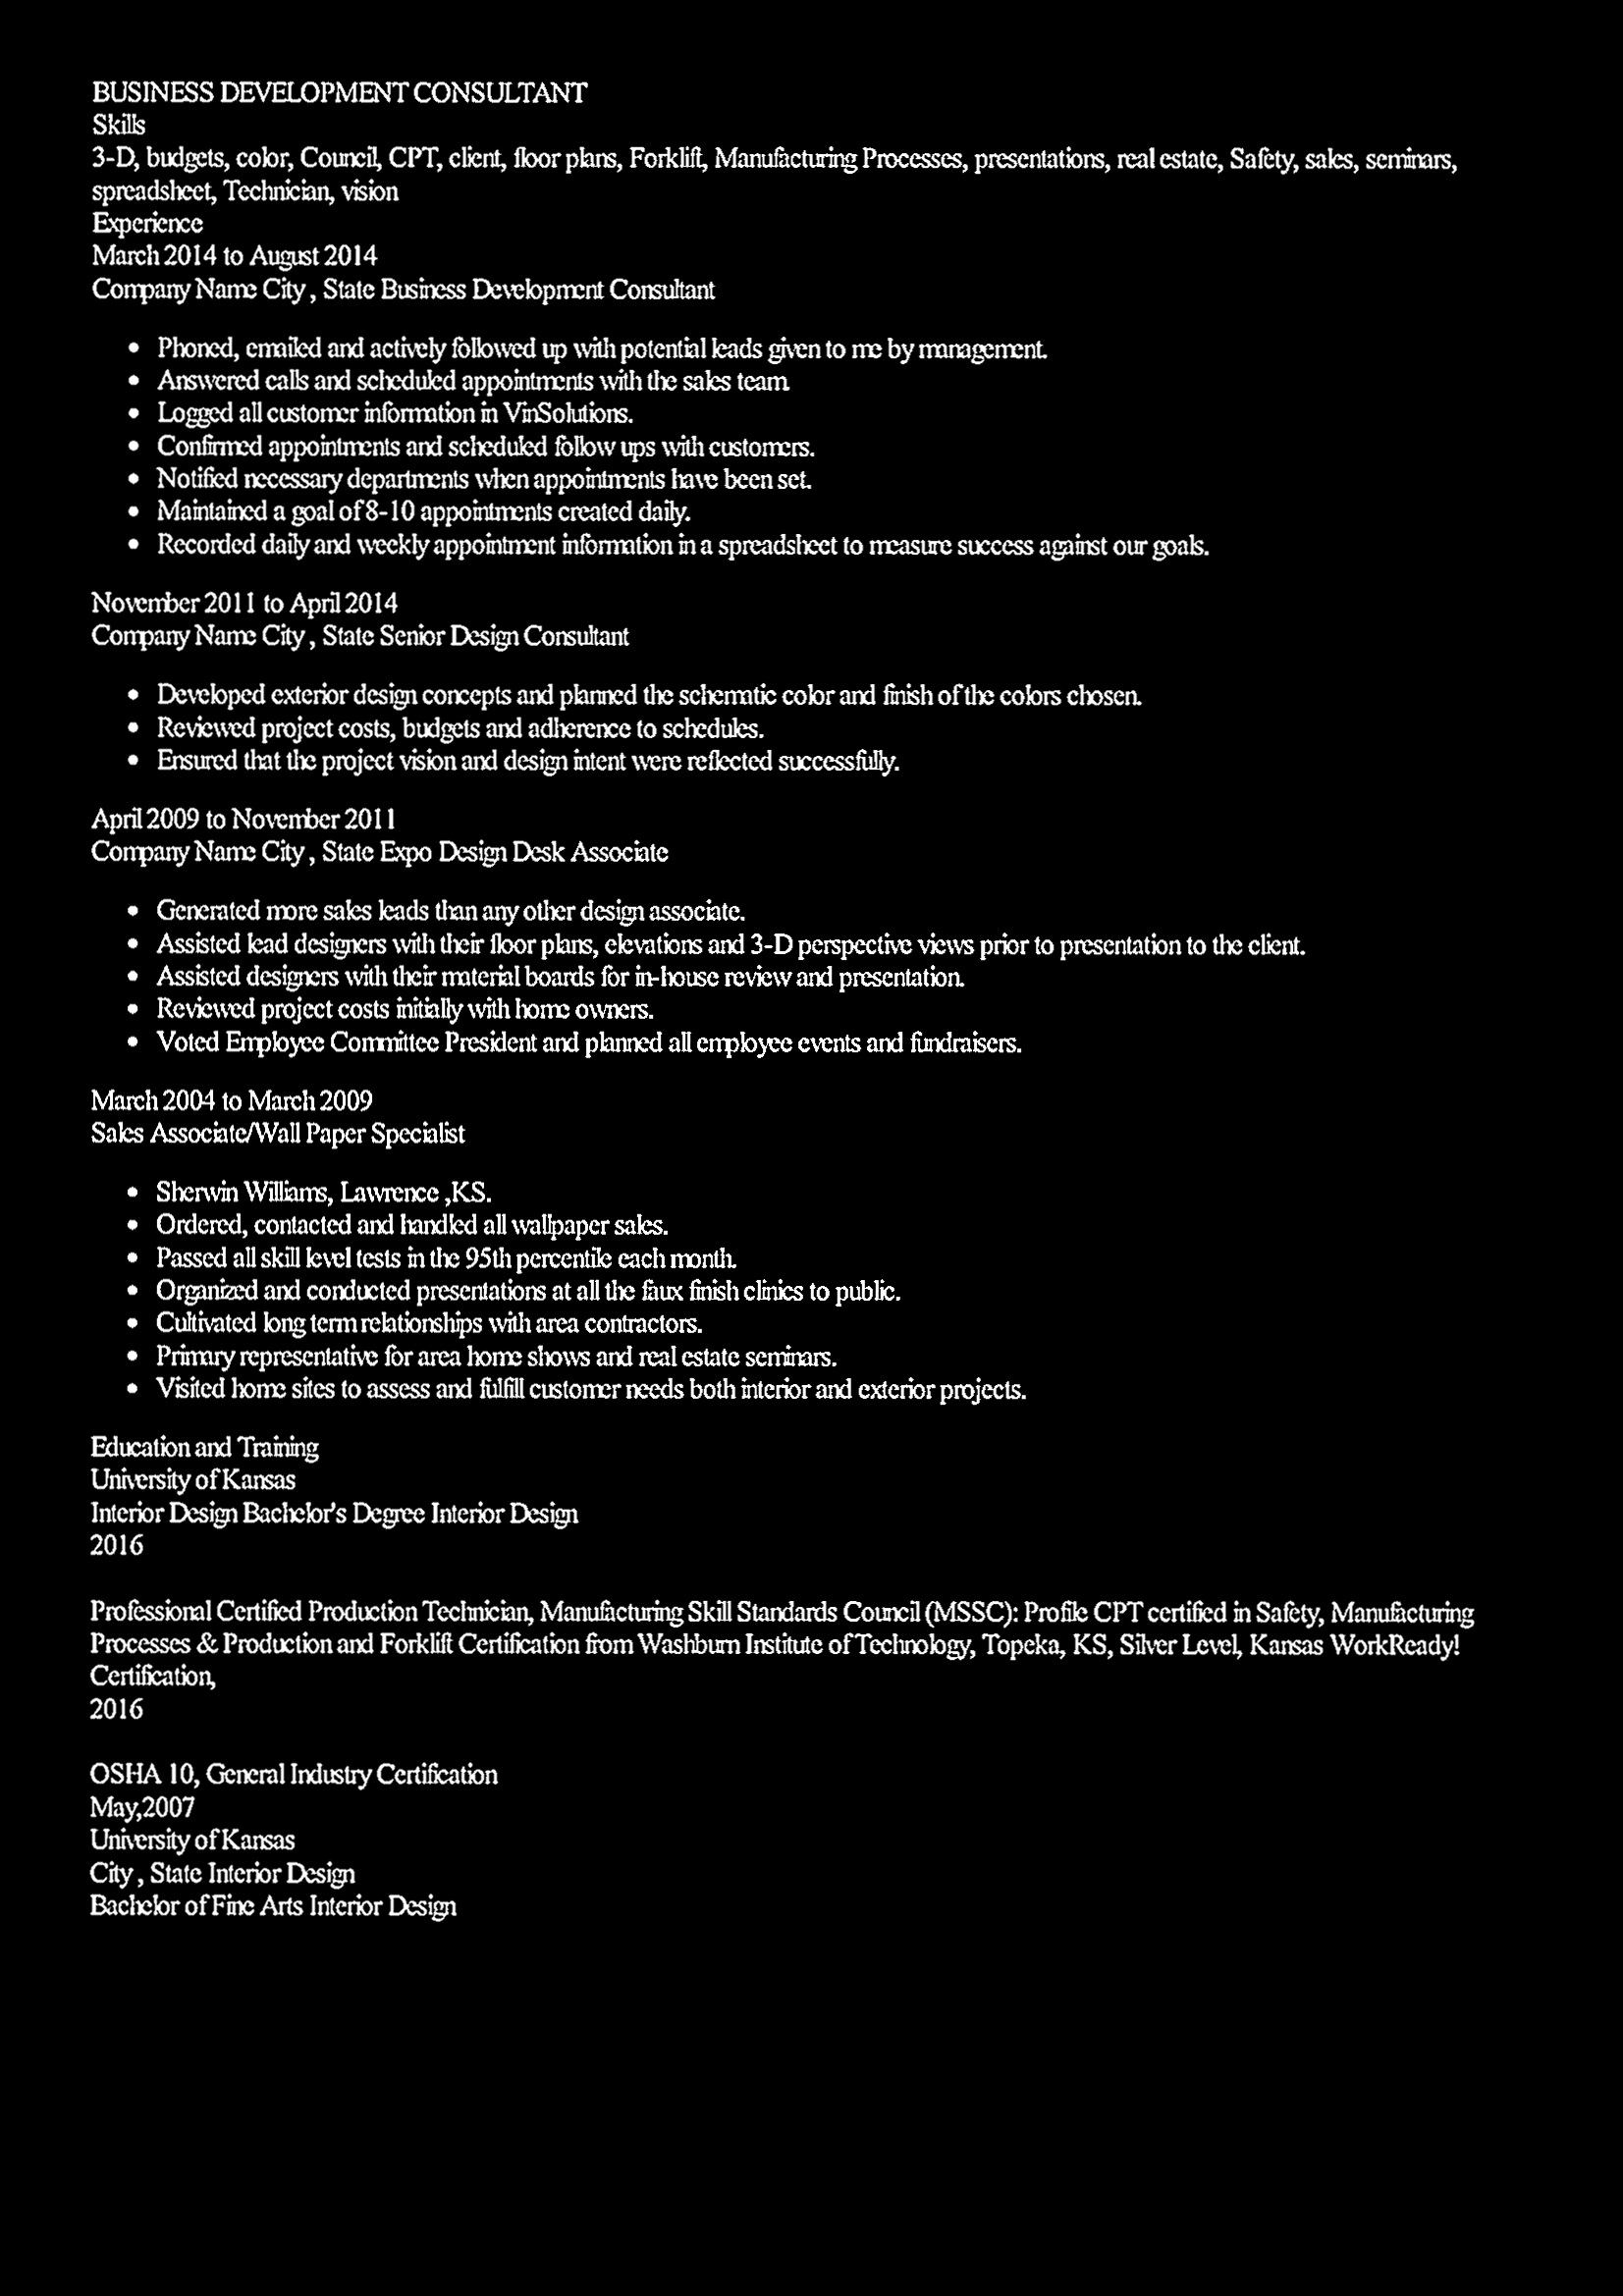 BUSINESS DEVELOPMENT CONSULTANT
Skills
3-D, budgets, color, Council, CPT, client, floor plans, Forklift, Manufacturing Processes, presentations, real estate, Safety, sales, seminars,
spreadsheet, Technician, vision
Experience
March 2014 to August 2014
Company Name City , State Business Development Consultant
• Phoned, emailed and actively followed up with potential leads given to me by management.
• Answered calls and scheduled appointments with the sales team.
• Logged all customer information in VinSolutions.
• Confirmed appointments and scheduled follow ups with customers.
• Notified necessary departments when appointments have been set.
• Maintained a goal of 8-10 appointments created daily.
• Recorded daily and weekly appointment information in a spreadsheet to measure success against our goals.
November 2011 to April 2014
Company Name City , State Senior Design Consultant
• Developed exterior design concepts and planned the schematic color and finish of the colors chosen.
• Reviewed project costs, budgets and adherence to schedules.
• Ensured that the project vision and design intent were reflected successfully.
April 2009 to November 2011
Company Name City , State Expo Design Desk Associate
• Generated more sales leads than any other design associate.
• Assisted lead designers with their floor plans, elevations and 3-D perspective views prior to presentation to the client.
• Assisted designers with their material boards for in-house review and presentation.
• Reviewed project costs initially with home owners.
• Voted Employee Committee President and planned all employee events and fundraisers.
March 2004 to March 2009
Sales Associate/Wall Paper Specialist
• Sherwin Williams, Lawrence ,KS.
• Ordered, contacted and handled all wallpaper sales.
• Passed all skill level tests in the 95th percentile each month.
• Organized and conducted presentations at all the faux finish clinics to public.
• Cultivated long term relationships with area contractors.
• Primary representative for area home shows and real estate seminars.
• Visited home sites to assess and fulfill customer needs both interior and exterior projects.
Education and Training
University of Kansas
Interior Design Bachelor's Degree Interior Design
2016
Professional Certified Production Technician, Manufacturing Skill Standards Council (MSSC): Profile CPT certified in Safety, Manufacturing
Processes & Production and Forklift Certification from Washburn Institute of Technology, Topeka, KS, Silver Level, Kansas WorkReady!
Certification,
2016
OSHA 10, General Industry Certification
May,2007
University of Kansas
City , State Interior Design
Bachelor of Fine Arts Interior Design